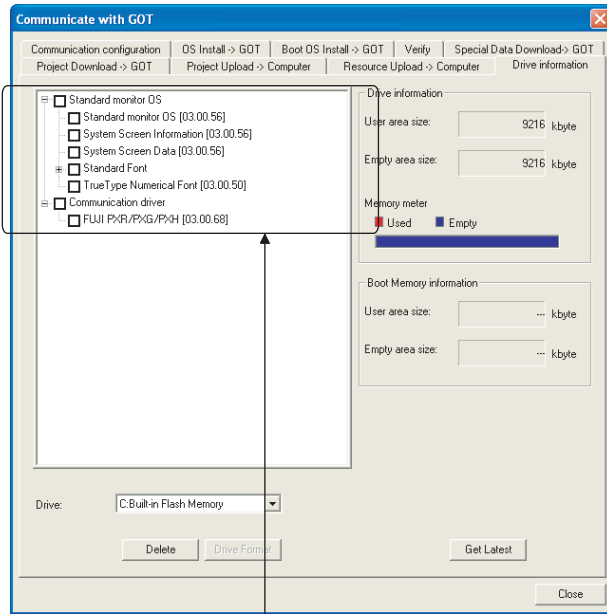 Communicate with GOT
Communication configuration | OS Install -> GOT | Boot OS Install -> GOT | Verify | Special Data Download-> GOT
Project Download -> GOT | Project Upload -> Computer | Resource Upload -> Computer | Drive information
Standard monitor OS
Standard monitor OS [03.00.56]
System Screen Information [03.00.56]
System Screen Data [03.00.56]
Standard Font
TrueType Numerical Font [03.00.50]
Communication driver
FUJI PXR/PXG/PXH [03.00.68]
Drive information
User area size: 9216 kbyte
Empty area size: 9216 kbyte
Memory meter
Used Empty
Boot Memory information
User area size: --- kbyte
Empty area size: --- kbyte
Drive: C:Built-in Flash Memory
Delete Drive Format Get Latest
Close